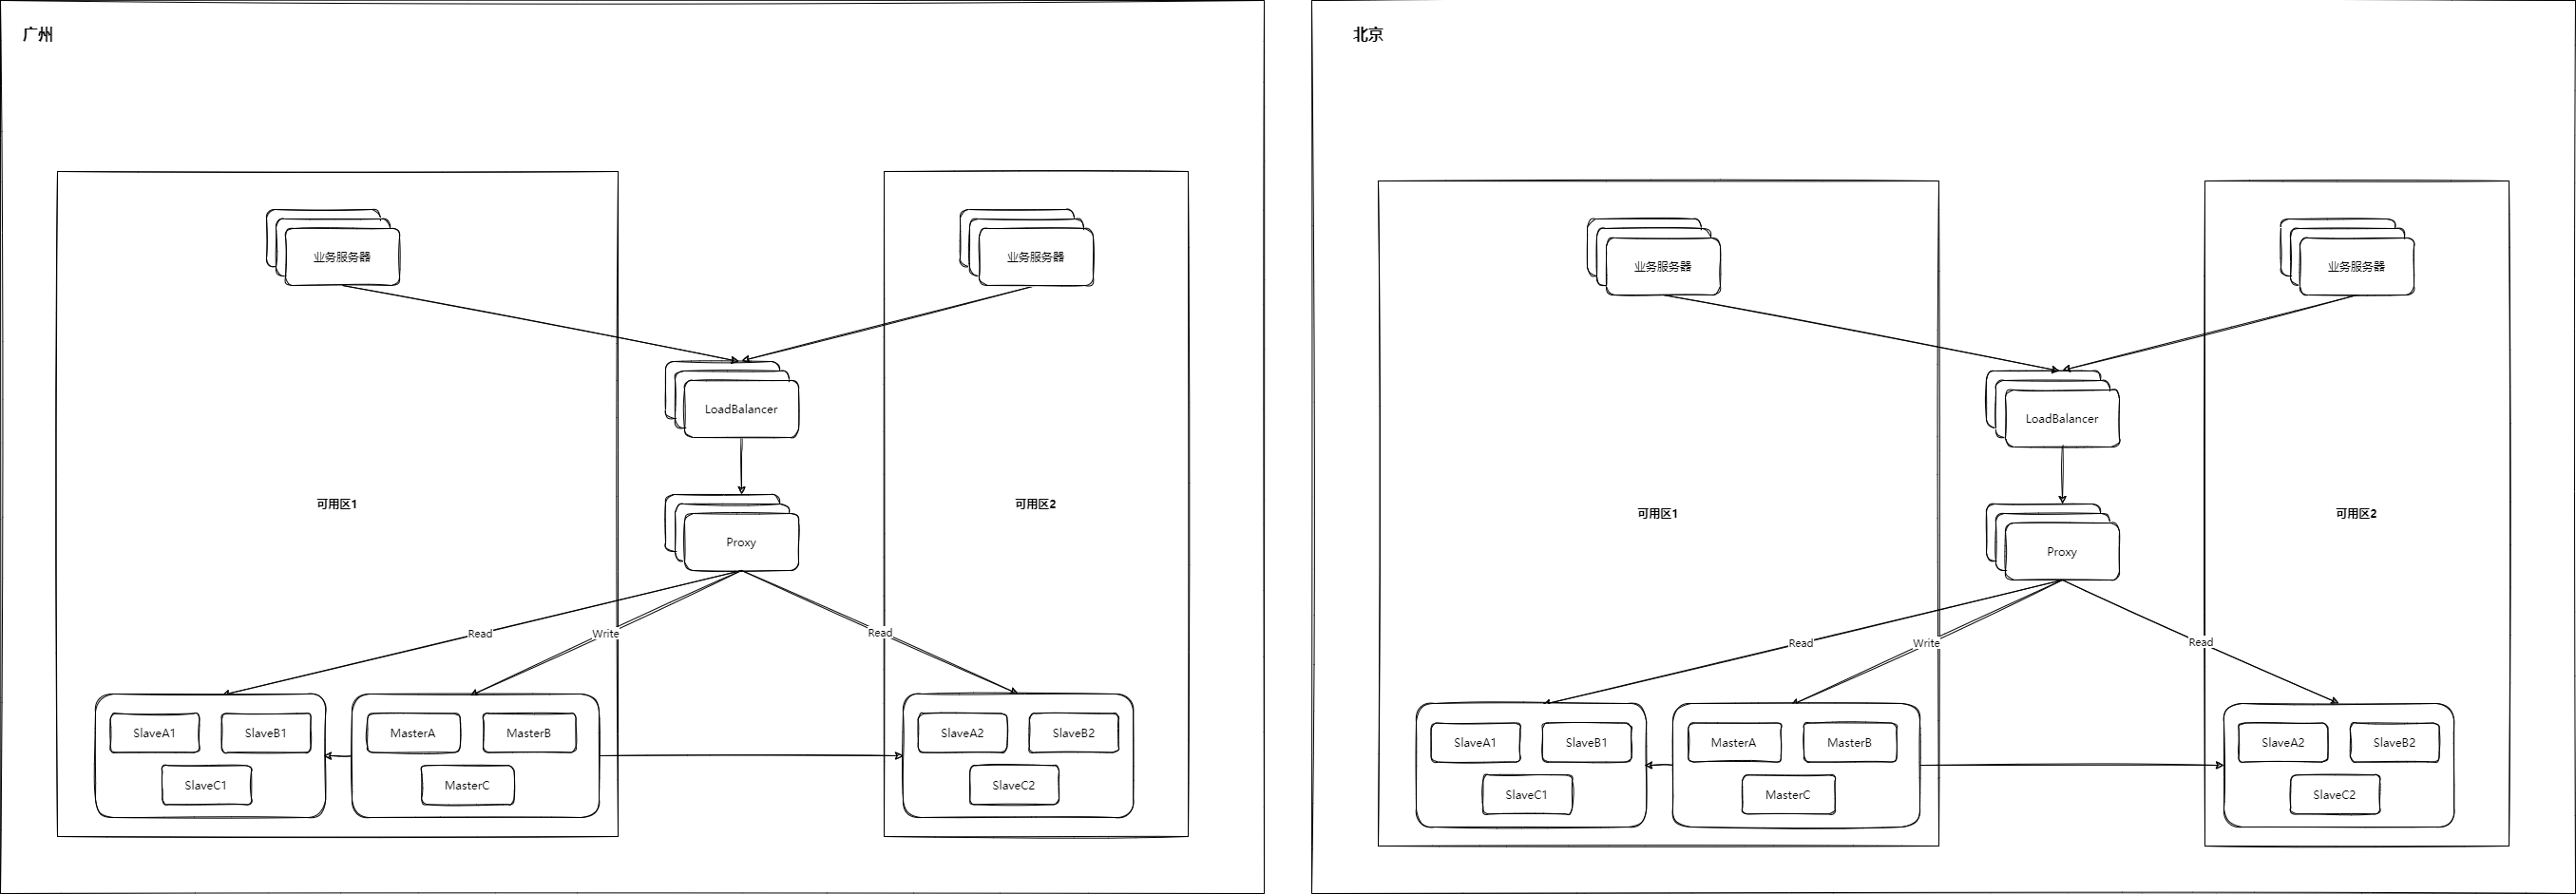 广州
业务服务器
业务服务器
LoadBalancer
可用区1
可用区2
Proxy
Read
Write
Read
SlaveA1
SlaveB1
SlaveC1
MasterA
MasterB
MasterC
SlaveA2
SlaveB2
SlaveC2
北京
业务服务器
业务服务器
LoadBalancer
可用区1
可用区2
Proxy
Read
Write
Read
SlaveA1
SlaveB1
SlaveC1
MasterA
MasterB
MasterC
SlaveA2
SlaveB2
SlaveC2